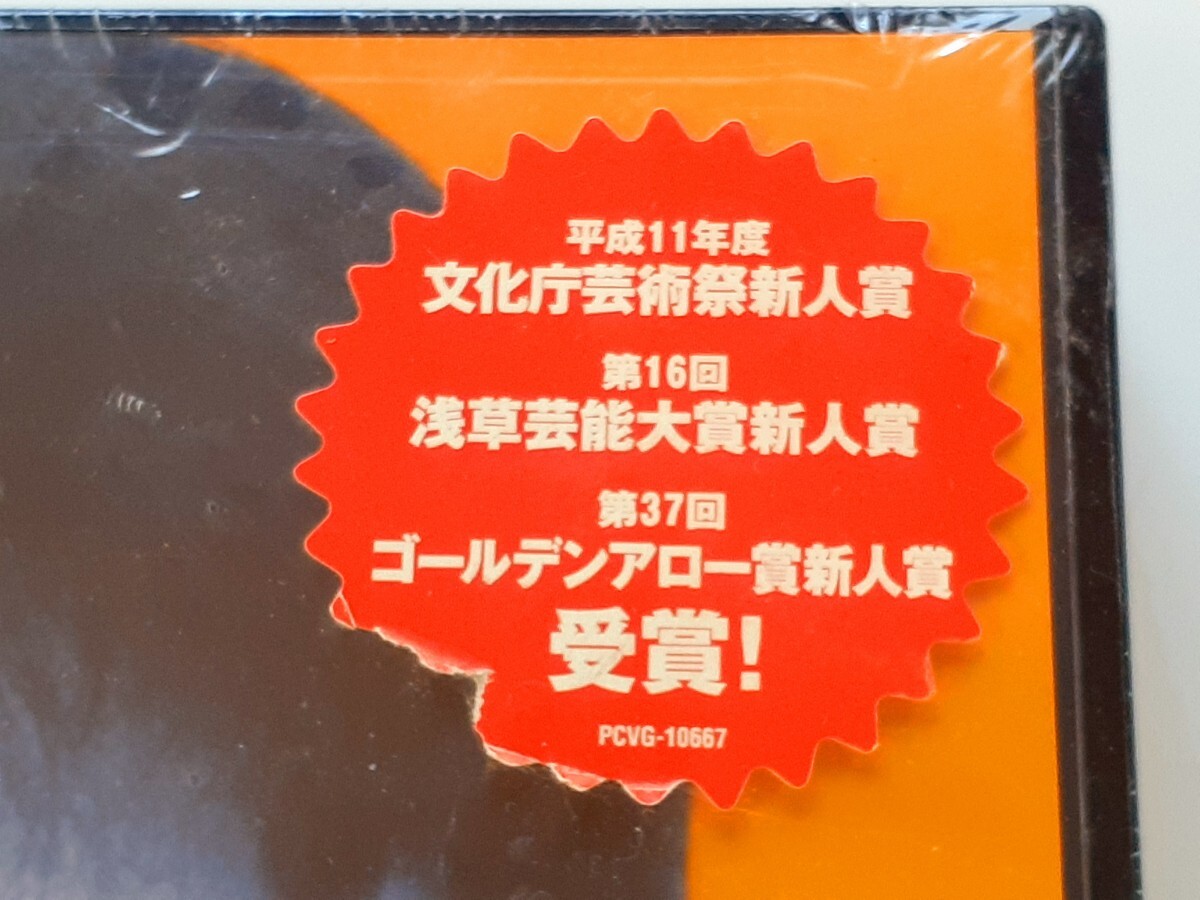 平成11年度
文化庁芸術祭新人賞
第16回
浅草芸能大賞新人賞
第37回
ゴールデンアロー賞新人賞
受賞!
PCVG-10667